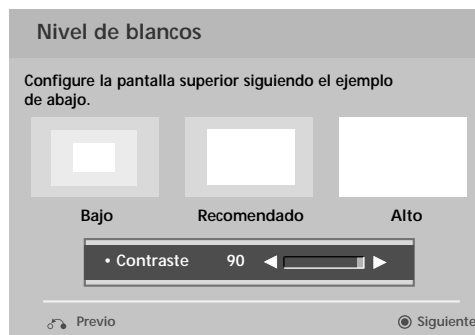 Nivel de blancos
Configure la pantalla superior siguiendo el ejemplo
de abajo.
Bajo Recomendado Alto
• Contraste 90 ◀ ▶
Previo Siguiente